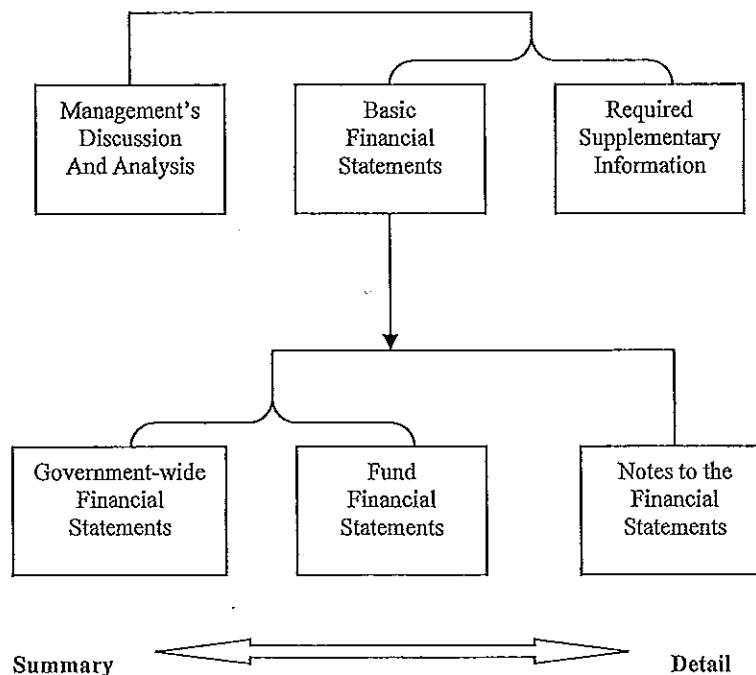 Management's
Discussion
And Analysis
Basic
Financial
Statements
Required
Supplementary
Information
Government-wide
Financial
Statements
Fund
Financial
Statements
Notes to the
Financial
Statements
Summary
Detail